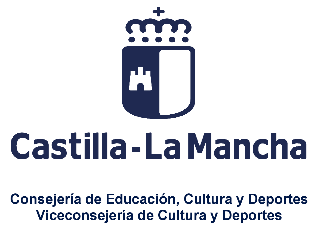 Castilla-La Mancha
Consejería de Educación, Cultura y Deportes
Viceconsejería de Cultura y Deportes